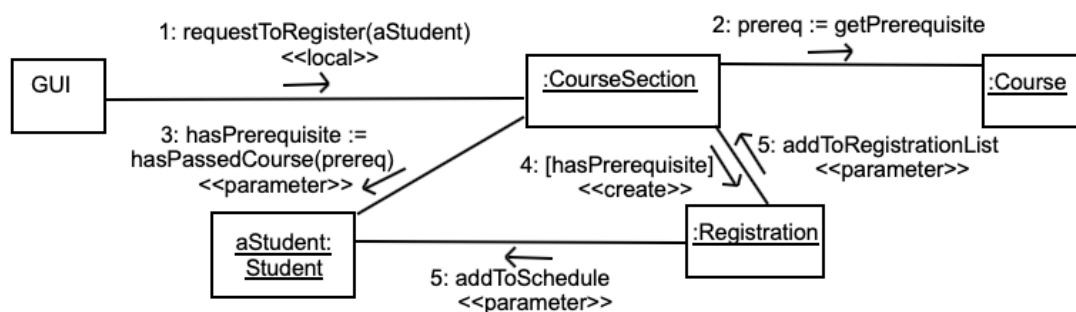 1: requestToRegister(aStudent)
<<local>>
2: prereq := getPrerequisite
GUI
:CourseSection
:Course
3: hasPrerequisite :=
hasPassedCourse(prereq)
<<parameter>>
4: [hasPrerequisite]
<<create>>
5: addToRegistrationList
<<parameter>>
aStudent:
Student
:Registration
5: addToSchedule
<<parameter>>